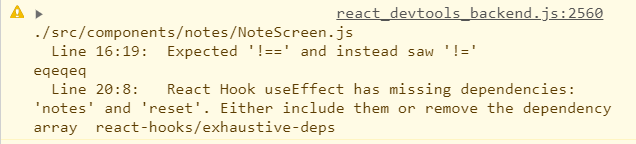 react_devtools_backend.js:2560
./src/components/notes/NoteScreen.js
Line 16:19:  Expected '!==' and instead saw '!='
eqeqeq
Line 20:8:   React Hook useEffect has missing dependencies:
'notes' and 'reset'. Either include them or remove the dependency
array  react-hooks/exhaustive-deps